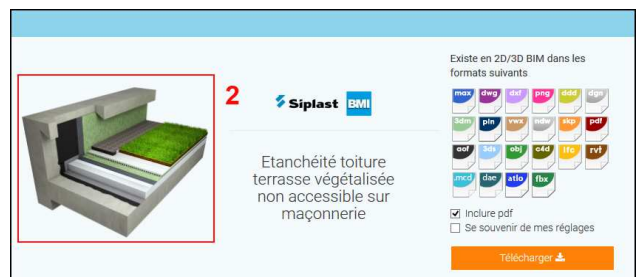 2
Siplast BMI
Etanchéité toiture
terrasse végétalisée
non accessible sur
maçonnerie
Existe en 2D/3D BIM dans les
formats suivants
max dwg dxf png ddd dgn
3dm pln vwx ndw skp pdf
aof 3ds obj c4d ifc rvt
.mcd dae atlo fbx
Inclure pdf
Se souvenir de mes réglages
Télécharger